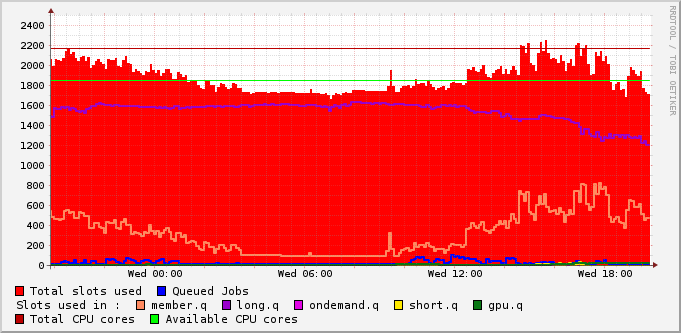 2400
2200
2000
1800
1600
1400
1200
1000
800
600
400
200
0
Wed 00:00 Wed 06:00 Wed 12:00 Wed 18:00
RRDTOOL / TOBI OETIKER
Total slots used Queued Jobs
Slots used in : member.q long.q ondemand.q short.q gpu.q
Total CPU cores Available CPU cores